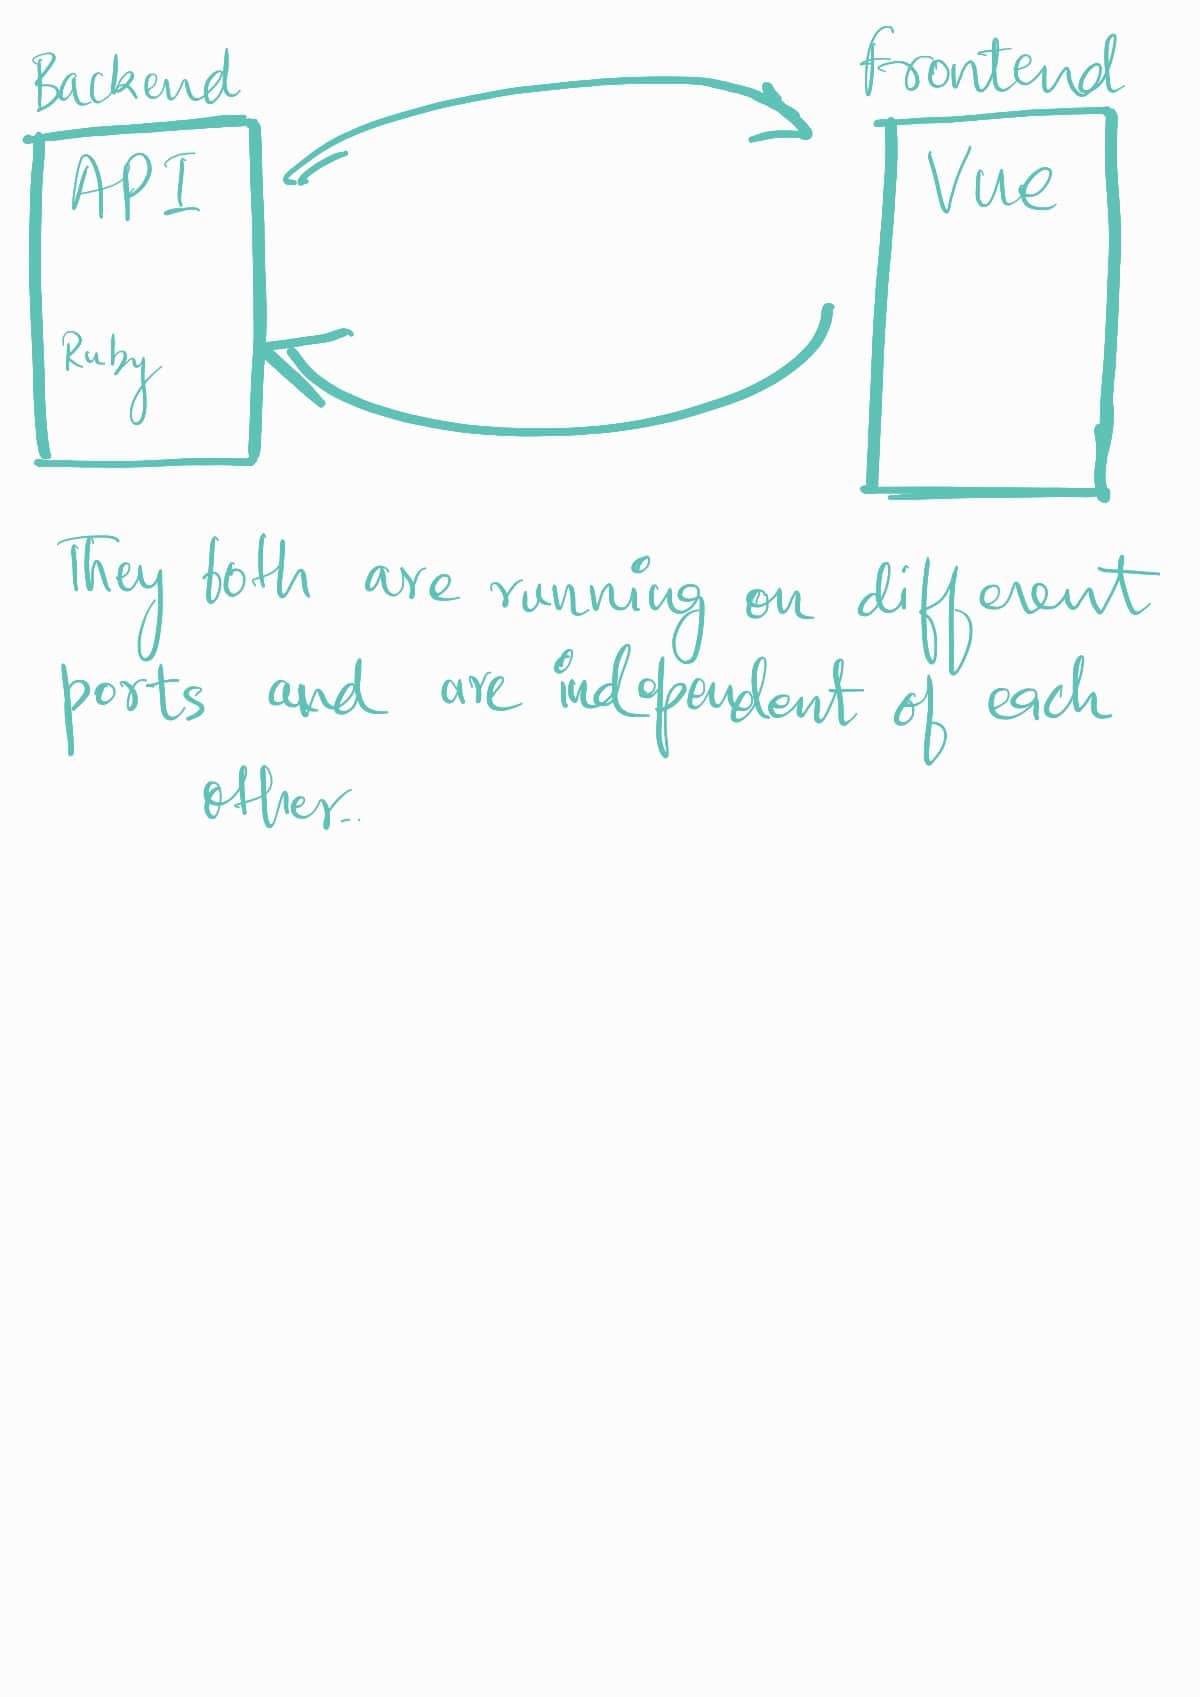 Backend
Frontend
API
Vue
Ruby
They both are running on different
ports and are independent of each
other...